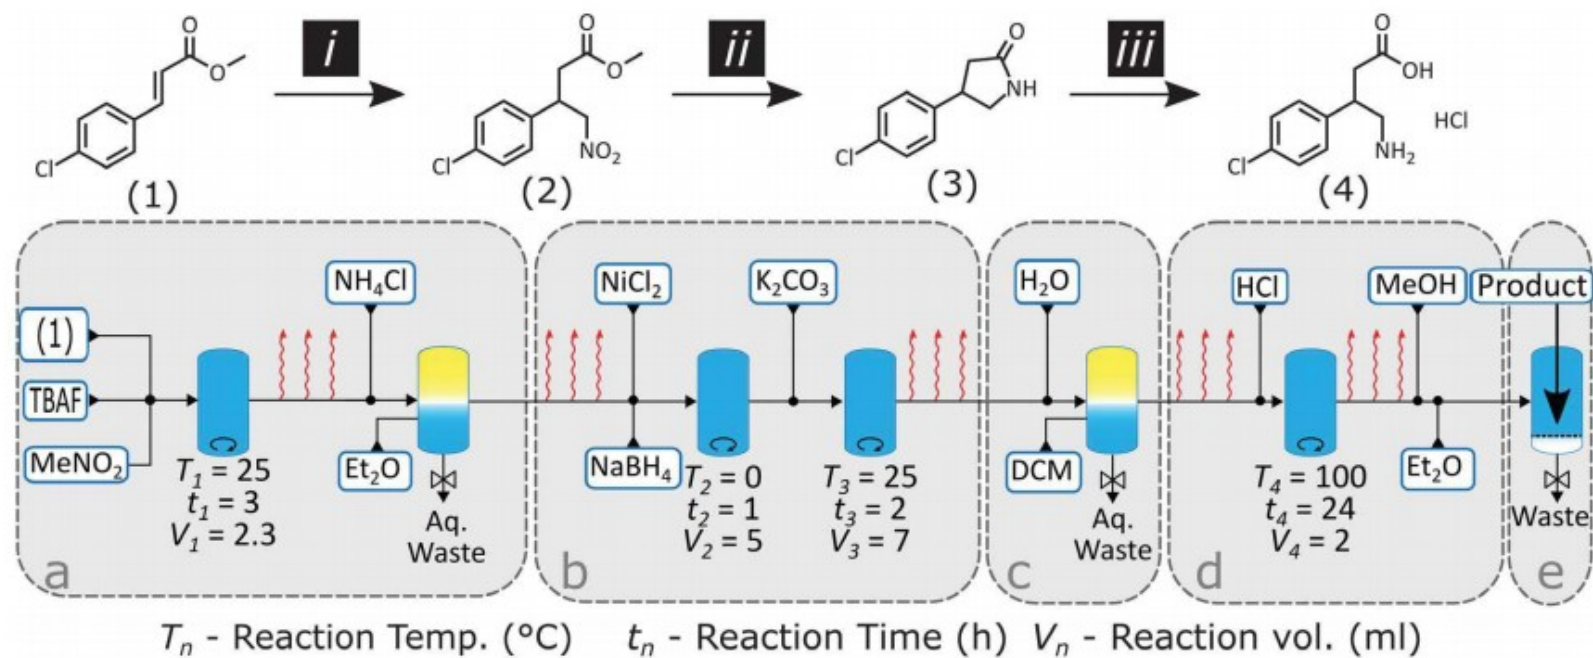 i
ii
iii
O
O
Cl
(1)
O
O
Cl
NO₂
(2)
O
NH
Cl
(3)
O
OH
Cl
NH₂
HCl
(4)
(1)
TBAF
MeNO₂
T₁ = 25
t₁ = 3
V₁ = 2.3
NH₄Cl
Et₂O
Aq.
Waste
a
NiCl₂
NaBH₄
T₂ = 0
t₂ = 1
V₂ = 5
K₂CO₃
T₃ = 25
t₃ = 2
V₃ = 7
b
H₂O
DCM
Aq.
Waste
c
HCl
T₄ = 100
t₄ = 24
V₄ = 2
MeOH
Et₂O
d
Product
Waste
e
Tₙ - Reaction Temp. (°C) tₙ - Reaction Time (h) Vₙ - Reaction vol. (ml)